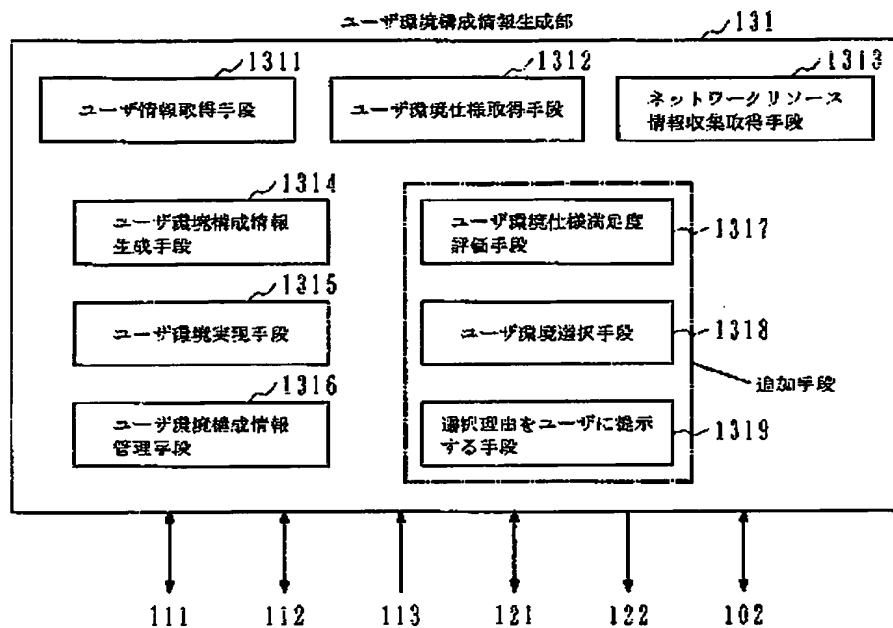 ユーザ環境構成情報生成部
131
1311
1312
1313
ユーザ情報取得手段
ユーザ環境仕様取得手段
ネットワークリソース
情報収集取得手段
1314
ユーザ環境構成情報
生成手段
ユーザ環境仕様満足度
評価手段
1317
1315
ユーザ環境実現手段
ユーザ環境選択手段
1318
追加手段
1316
ユーザ環境構成情報
管理手段
選択理由をユーザに提示
する手段
1319
111
112
113
121
122
102